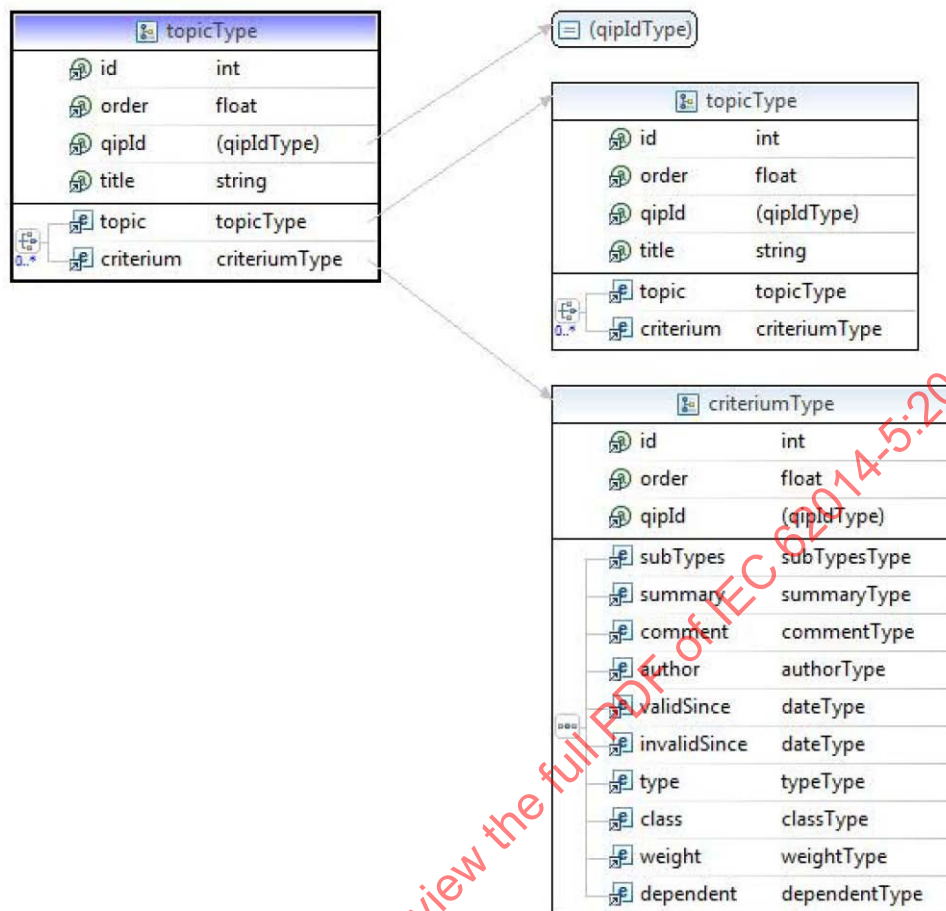 topicType
id int
order float
qipId (qipIdType)
title string
topic topicType
criterium criteriumType
0..*
(qipIdType)
topicType
id int
order float
qipId (qipIdType)
title string
topic topicType
criterium criteriumType
0..*
criteriumType
id int
order float
qipId (qipIdType)
subTypes subTypesType
summary summaryType
comment commentType
author authorType
validSince dateType
invalidSince dateType
type typeType
class classType
weight weightType
dependent dependentType
view the full PDF of IEC 62014-5:20